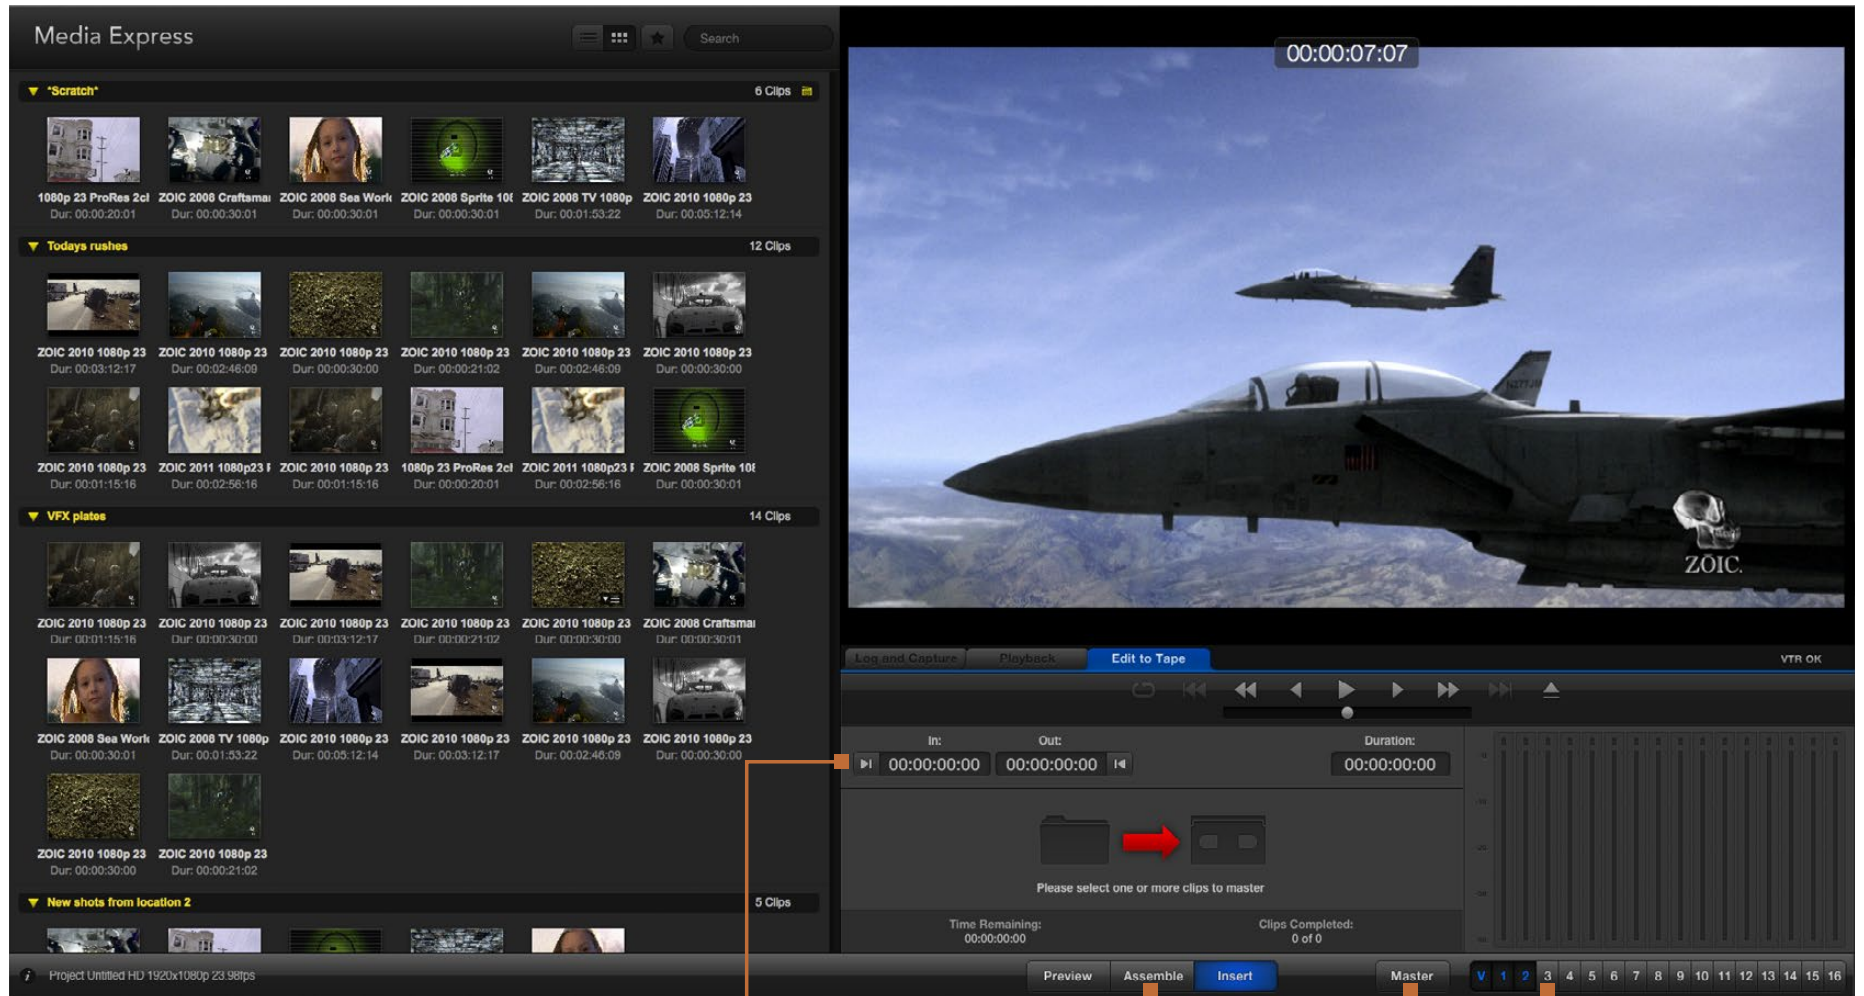 Media Express
Search
00:00:07:07
*Scratch*
6 Clips
1080p 23 ProRes 2cl ZOIC 2008 Craftsmai ZOIC 2008 Sea Work ZOIC 2008 Sprite 108 ZOIC 2008 TV 1080p ZOIC 2010 1080p 23
Dur: 00:00:20:01 Dur: 00:00:30:01 Dur: 00:00:30:01 Dur: 00:00:30:01 Dur: 00:01:53:22 Dur: 00:05:12:14
Todays rushes
12 Clips
ZOIC 2010 1080p 23 ZOIC 2010 1080p 23 ZOIC 2010 1080p 23 ZOIC 2010 1080p 23 ZOIC 2010 1080p 23 ZOIC 2010 1080p 23
Dur: 00:03:12:17 Dur: 00:02:46:09 Dur: 00:00:30:00 Dur: 00:00:21:02 Dur: 00:02:46:09 Dur: 00:00:30:00
ZOIC 2010 1080p 23 ZOIC 2011 1080p23 F ZOIC 2010 1080p 23 1080p 23 ProRes 2cl ZOIC 2011 1080p23 F ZOIC 2008 Sprite 108
Dur: 00:01:15:16 Dur: 00:02:56:16 Dur: 00:01:15:16 Dur: 00:00:20:01 Dur: 00:02:56:16 Dur: 00:00:30:01
VFX plates
14 Clips
ZOIC 2010 1080p 23 ZOIC 2010 1080p 23 ZOIC 2010 1080p 23 ZOIC 2010 1080p 23 ZOIC 2010 1080p 23 ZOIC 2008 Craftsmai
Dur: 00:01:15:16 Dur: 00:00:30:00 Dur: 00:03:12:17 Dur: 00:00:21:02 Dur: 00:00:30:00 Dur: 00:00:30:01
ZOIC 2008 Sea Work ZOIC 2008 TV 1080p ZOIC 2010 1080p 23 ZOIC 2010 1080p 23 ZOIC 2010 1080p 23 ZOIC 2010 1080p 23
Dur: 00:00:30:01 Dur: 00:01:53:22 Dur: 00:05:12:14 Dur: 00:03:12:17 Dur: 00:02:46:09 Dur: 00:00:30:00
ZOIC 2010 1080p 23 ZOIC 2010 1080p 23
Dur: 00:00:30:00 Dur: 00:00:21:02
New shots from location 2
5 Clips
Project Untitled HD 1920x1080p 23.98fps
ZOIC.
Log and Capture Playback Edit to Tape
VTR OK
In: Out: Duration:
00:00:00:00 00:00:00:00 00:00:00:00
Please select one or more clips to master
Time Remaining: Clips Completed:
00:00:00:00 0 of 0
Preview Assemble Insert
Master
V 1 2 3 4 5 6 7 8 9 10 11 12 13 14 15 16